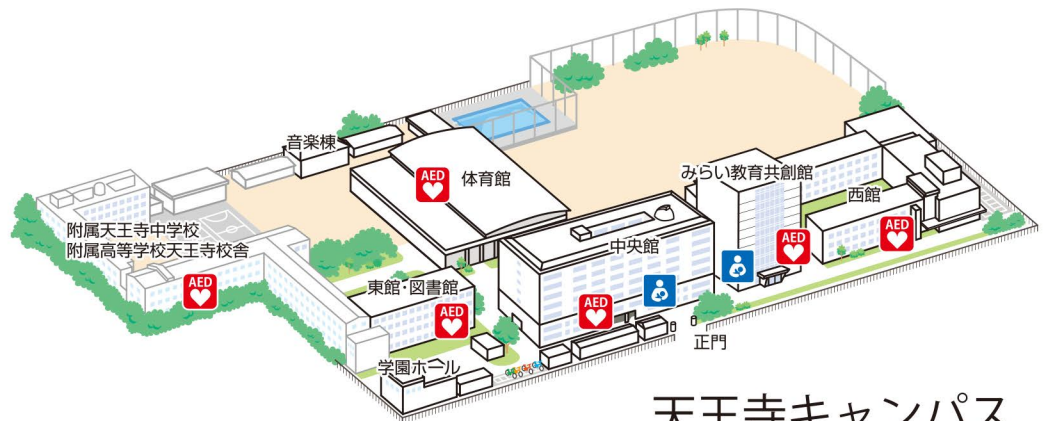 音楽棟
AED
体育館
みらい教育共創館
西館
附属天王寺中学校
附属高等学校天王寺校舎
中央館
AED
AED
東館・図書館
AED
AED
AED
正門
学園ホール
天王寺キャンパス